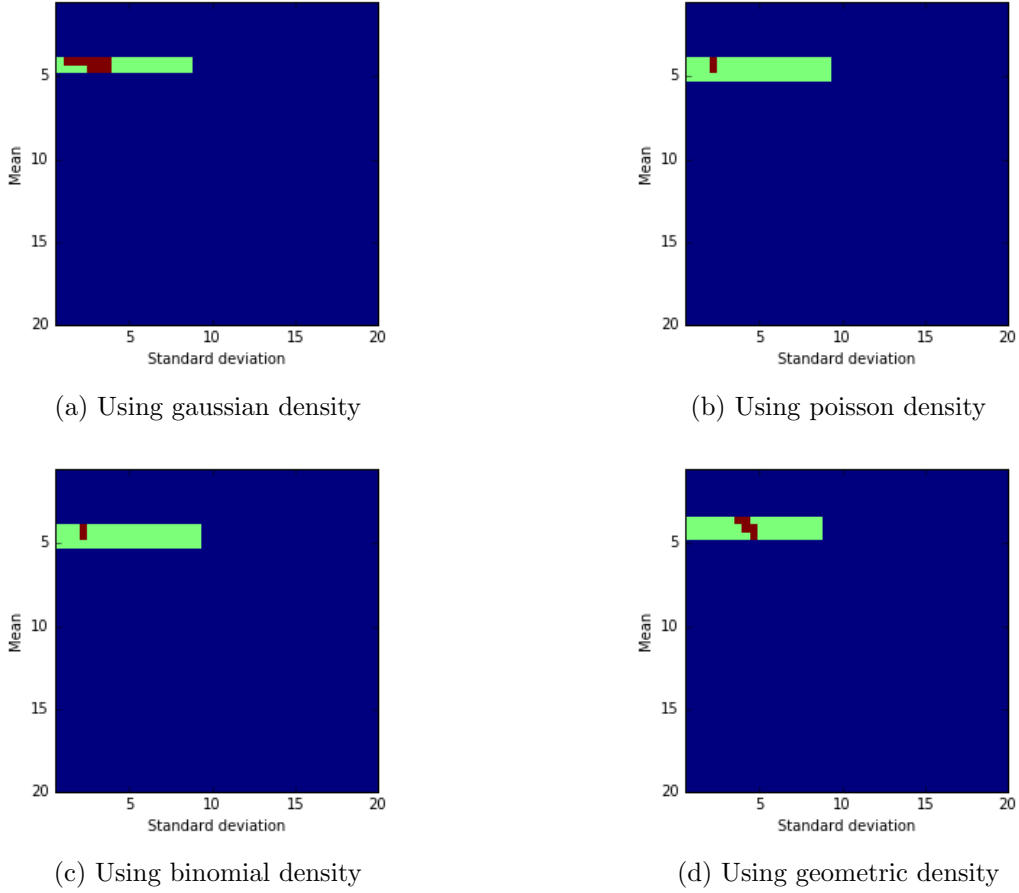 5
10
15
20
Mean
5
10
15
20
Standard deviation
(a) Using gaussian density
5
10
15
20
Mean
5
10
15
20
Standard deviation
(b) Using poisson density
5
10
15
20
Mean
5
10
15
20
Standard deviation
(c) Using binomial density
5
10
15
20
Mean
5
10
15
20
Standard deviation
(d) Using geometric density